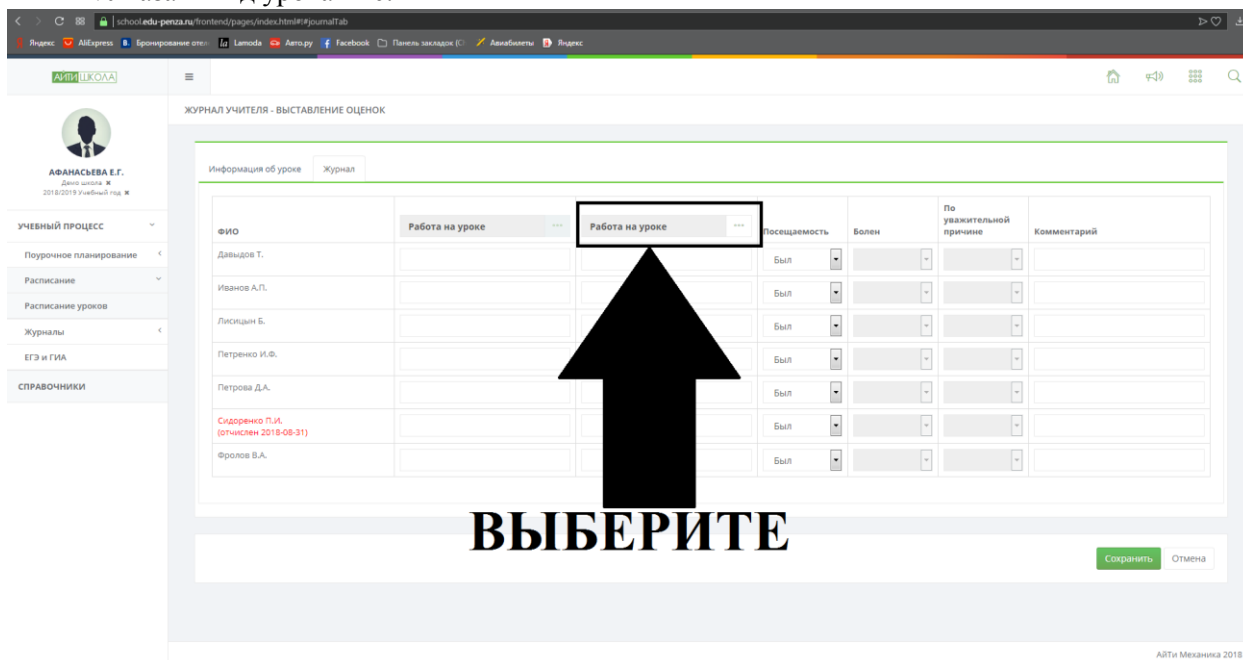 school.edu-penza.ru/frontend/pages/index.html#!#journalTab
Яндекс AliExpress Бронирование отел Lamoda Авто.ру Facebook Панель закладок (О Авиабилеты Яндекс
АЙТИ ШКОЛА
ЖУРНАЛ УЧИТЕЛЯ - ВЫСТАВЛЕНИЕ ОЦЕНОК
АФАНАСЬЕВА Е.Г.
Демо школа ✖
2018/2019 Учебный год ✖
УЧЕБНЫЙ ПРОЦЕСС
Поурочное планирование
Расписание
Расписание уроков
Журналы
ЕГЭ и ГИА
СПРАВОЧНИКИ
Информация об уроке Журнал
ФИО Работа на уроке ... Работа на уроке ... Посещаемость Болен По уважительной причине Комментарий
Давыдов Т. Был
Иванов А.П. Был
Лисицын Б. Был
Петренко И.Ф. Был
Петрова Д.А. Был
Сидоренко П.И. Был
(отчислен 2018-08-31)
Фролов В.А. Был
ВЫБЕРИТЕ
Сохранить Отмена
АйТи Механика 2018